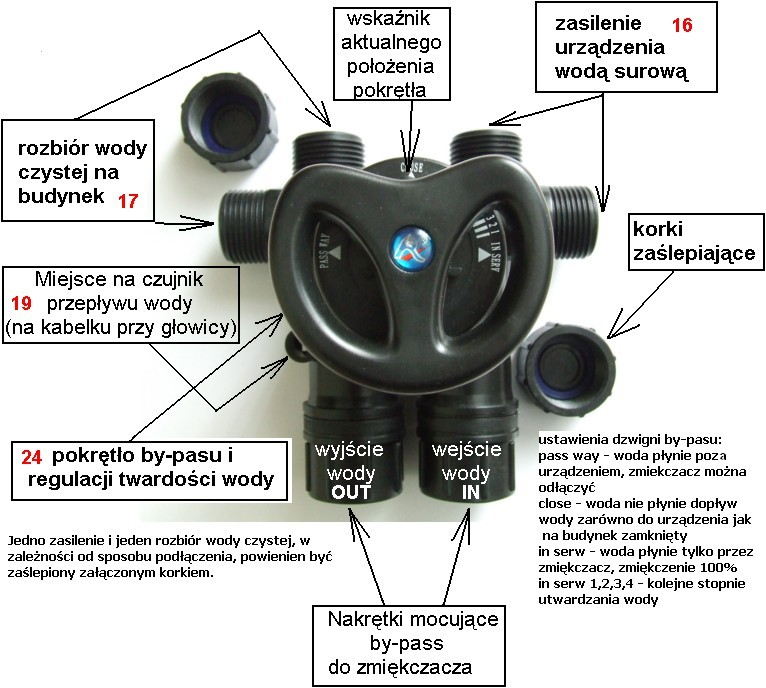 wskaźnik
aktualnego
położenia
pokrętła
zasilenie 16
urządzenia
wodą surową
rozbiór wody
czystej na
budynek 17
CLOSE
PASS WAY
3 2 1
IN SERV
korki
zaślepiające
Miejsce na czujnik
19 przepływu wody
(na kabelku przy głowicy)
24 pokrętło by-pasu i
regulacji twardości wody
wyjście
wody
OUT
wejście
wody
IN
ustawienia dzwigni by-pasu:
pass way - woda płynie poza
urządzeniem, zmiekczacz można
odłączyć
close - woda nie płynie dopływ
wody zarówno do urządzenia jak
na budynek zamknięty
in serw - woda płynie tylko przez
zmiękczacz, zmiękczenie 100%
in serw 1,2,3,4 - kolejne stopnie
utwardzania wody
Jedno zasilenie i jeden rozbiór wody czystej, w
zależności od sposobu podłączenia, powienien być
zaślepiony załączonym korkiem.
Nakrętki mocujące
by-pass
do zmiękczacza